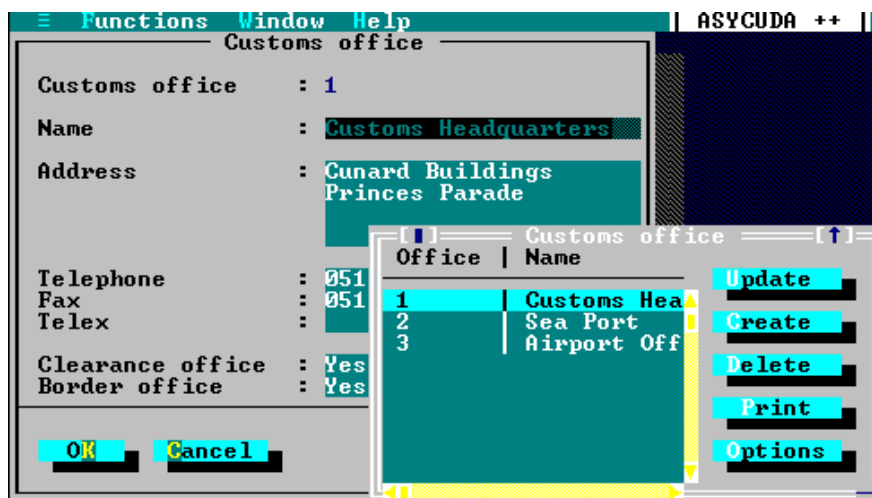 ≡ Functions Window Help ASYCUDA ++
Customs office
Customs office : 1
Name : Customs Headquarters
Address : Cunard Buildings
Princes Parade
Telephone : 051
Fax : 051
Telex :
Clearance office : Yes
Border office : Yes
OK Cancel
Customs office [↑]
Office | Name
1 Customs Hea
2 Sea Port
3 Airport Off
Update
Create
Delete
Print
Options